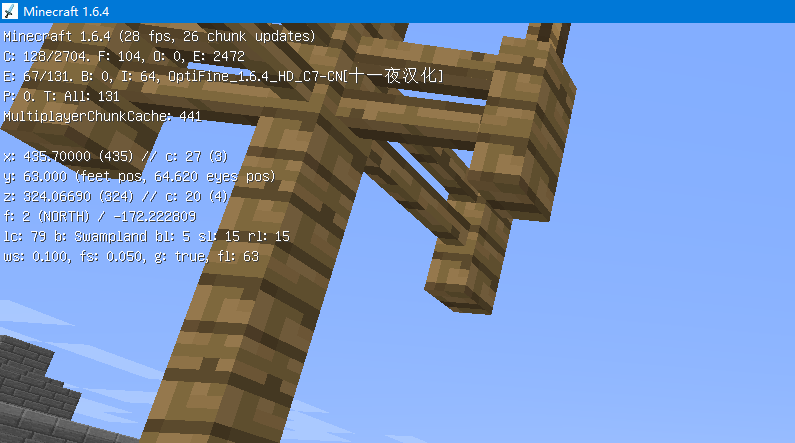 Minecraft 1.6.4
Minecraft 1.6.4 (28 fps, 26 chunk updates)
C: 128/2704. F: 104, O: 0, E: 2472
E: 67/131. B: 0, I: 64, OptiFine_1.6.4_HD_C7-CN[十一夜汉化]
P: 0. T: All: 131
MultiplayerChunkCache: 441
x: 435.70000 (435) // c: 27 (3)
y: 63.000 (feet pos, 64.620 eyes pos)
z: 324.06690 (324) // c: 20 (4)
f: 2 (NORTH) / -172.222809
lc: 79 b: Swampland bl: 5 sl: 15 rl: 15
ws: 0.100, fs: 0.050, g: true, fl: 63